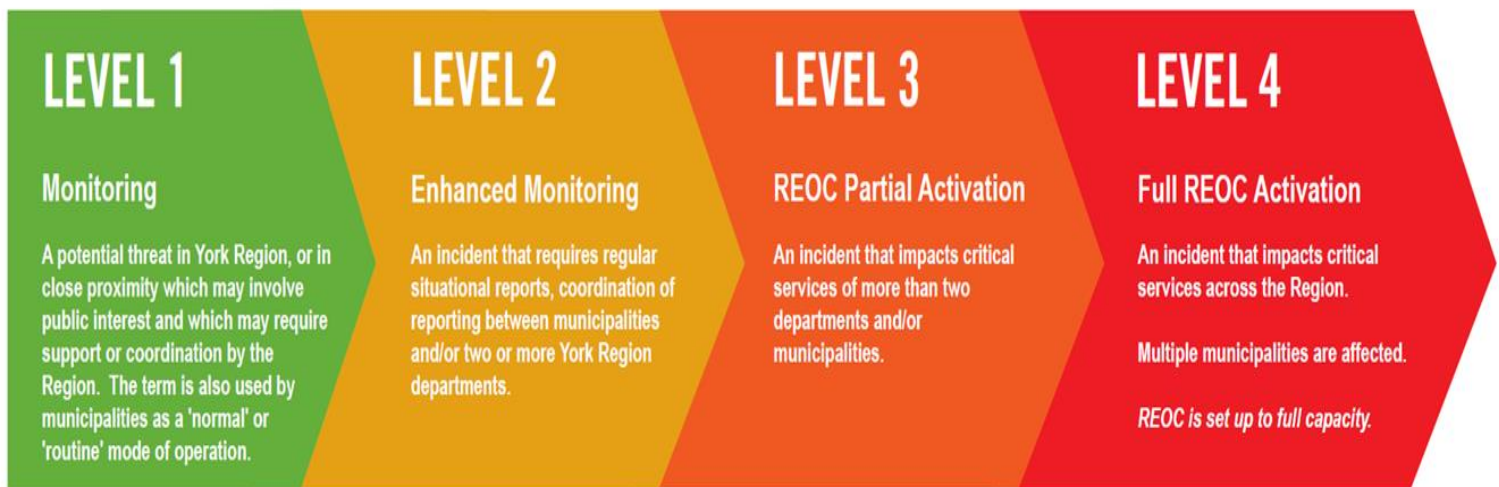 LEVEL 1
Monitoring
A potential threat in York Region, or in
close proximity which may involve
public interest and which may require
support or coordination by the
Region.  The term is also used by
municipalities as a 'normal' or
'routine' mode of operation.
LEVEL 2
Enhanced Monitoring
An incident that requires regular
situational reports, coordination of
reporting between municipalities
and/or two or more York Region
departments.
LEVEL 3
REOC Partial Activation
An incident that impacts critical
services of more than two
departments and/or
municipalities.
LEVEL 4
Full REOC Activation
An incident that impacts critical
services across the Region.
Multiple municipalities are affected.
REOC is set up to full capacity.